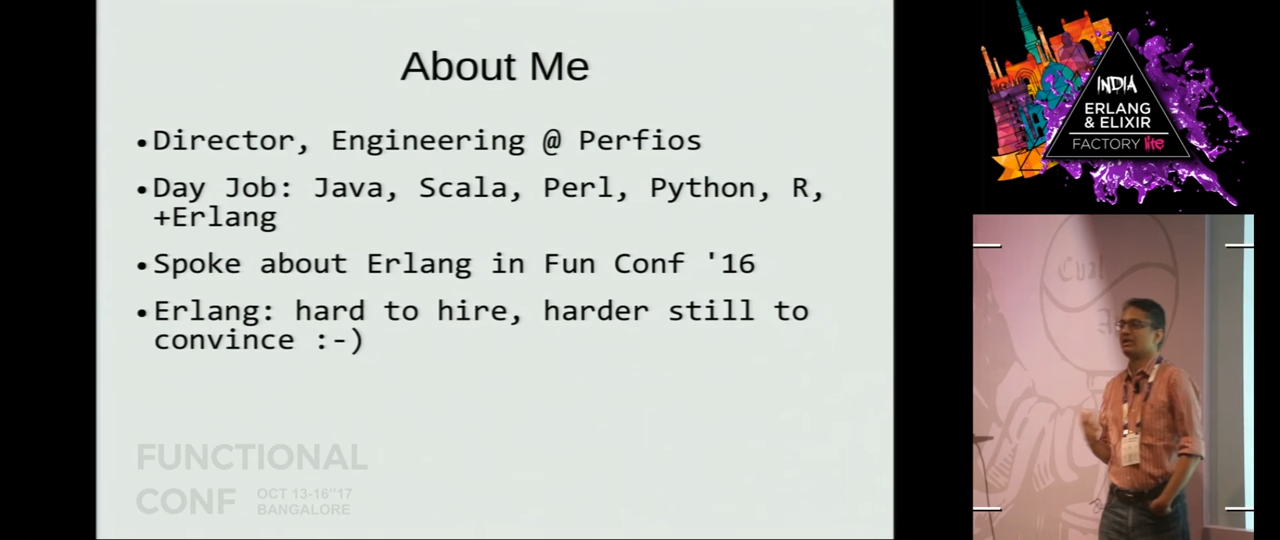 About Me
•Director, Engineering @ Perfios
•Day Job: Java, Scala, Perl, Python, R,
+Erlang
•Spoke about Erlang in Fun Conf '16
•Erlang: hard to hire, harder still to
convince :-)
FUNCTIONAL
CONF
OCT 13-16"17
BANGALORE
INDIA
ERLANG
& ELIXIR
FACTORY lite